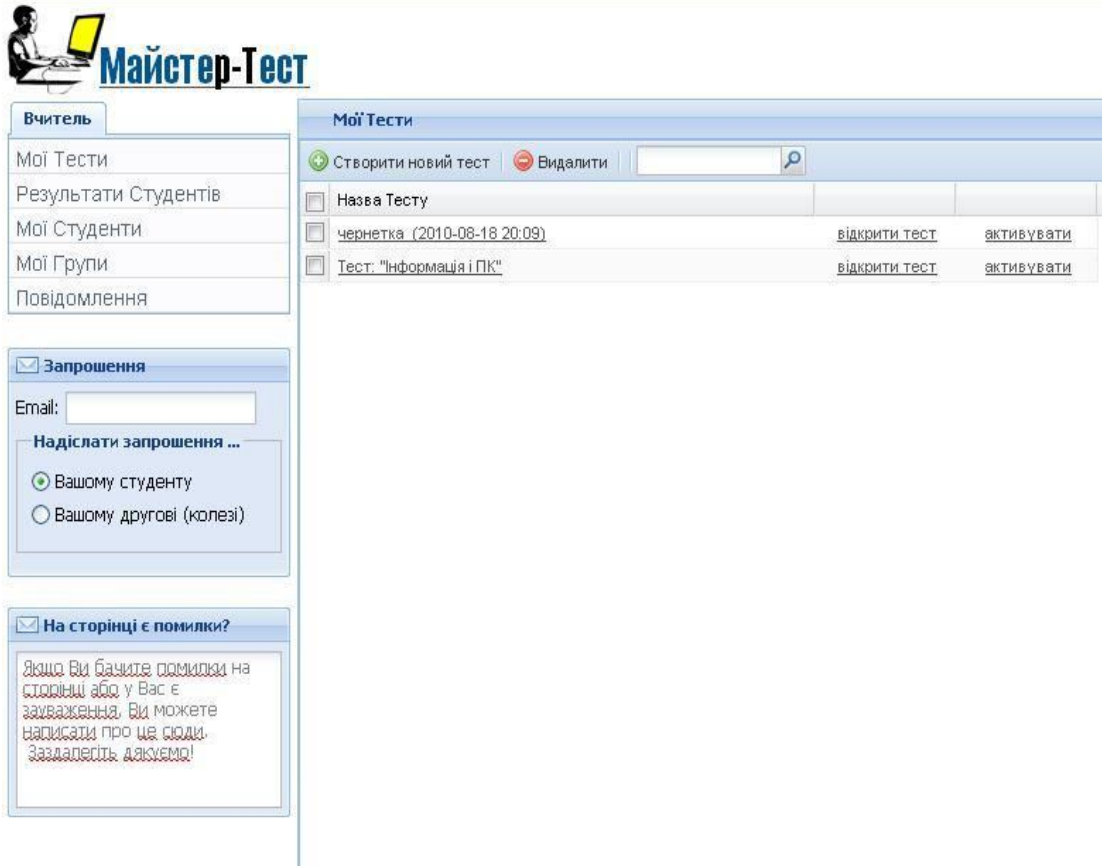 Майстер-Тест
Вчитель
Мої Тести
Результати Студентів
Мої Студенти
Мої Групи
Повідомлення
Запрошення
Email:
Надіслати запрошення ...
Вашому студенту
Вашому другові (колезі)
На сторінці є помилки?
Якщо Ви бачите помилки на
сторінці або у Вас є
зауваження, Ви можете
написати про це сюди.
Заздалегіть дякуємо!
Мої Тести
Створити новий тест Видалити
Назва Тесту
чернетка (2010-08-18 20:09) відкрити тест активувати
Тест: "Інформація і ПК" відкрити тест активувати